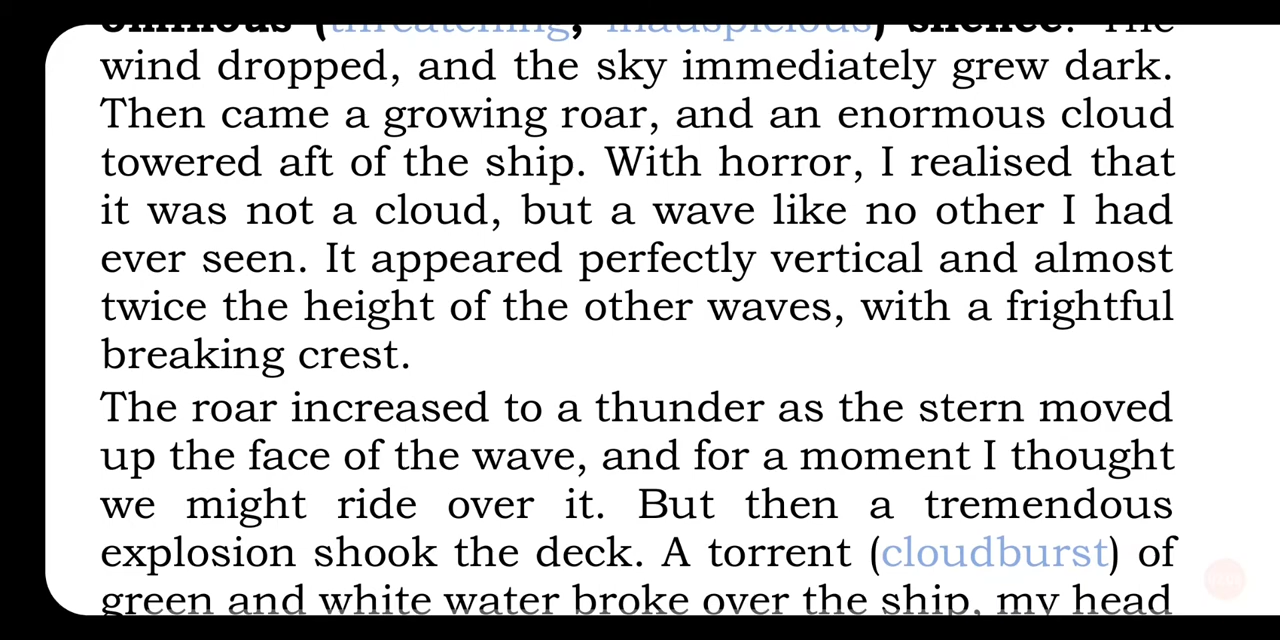 ominous (threatening, inauspicious) silence. The
wind dropped, and the sky immediately grew dark.
Then came a growing roar, and an enormous cloud
towered aft of the ship. With horror, I realised that
it was not a cloud, but a wave like no other I had
ever seen. It appeared perfectly vertical and almost
twice the height of the other waves, with a frightful
breaking crest.
The roar increased to a thunder as the stern moved
up the face of the wave, and for a moment I thought
we might ride over it. But then a tremendous
explosion shook the deck. A torrent (cloudburst) of
green and white water broke over the ship, my head